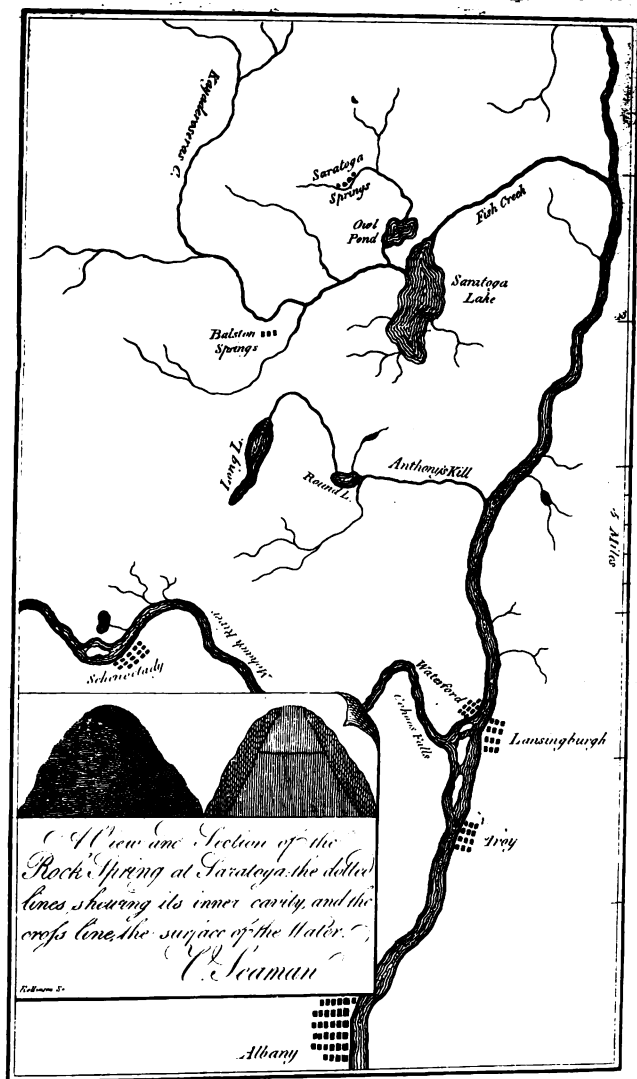 Kayaderosseras C.
Saratoga
Springs
Owl
Pond
Fish Creek
Saratoga
Lake
Balston
Springs
Long L.
Round L.
Anthony's Kill
5 Miles
Mohawk River
Schenectady
Waterford
Cohoes Falls
Lansingburgh
Troy
A View and Section of the
Rock Spring at Saratoga: the dotted
lines, shewing its inner cavity, and the
cross line, the surface of the Water.
V. Seaman
Rollinson Sc.
Albany